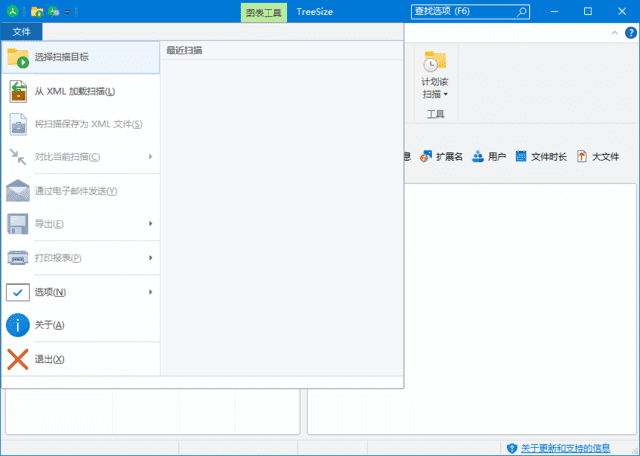 图表工具 TreeSize 查找选项 (F6)
文件
选择扫描目标
最近扫描
从 XML 加载扫描(L)
将扫描保存为 XML 文件(S)
对比当前扫描(C)
通过电子邮件发送(Y)
导出(E)
打印报表(P)
选项(N)
关于(A)
退出(X)
计划该
扫描
工具
息 扩展名 用户 文件时长 大文件
关于更新和支持的信息